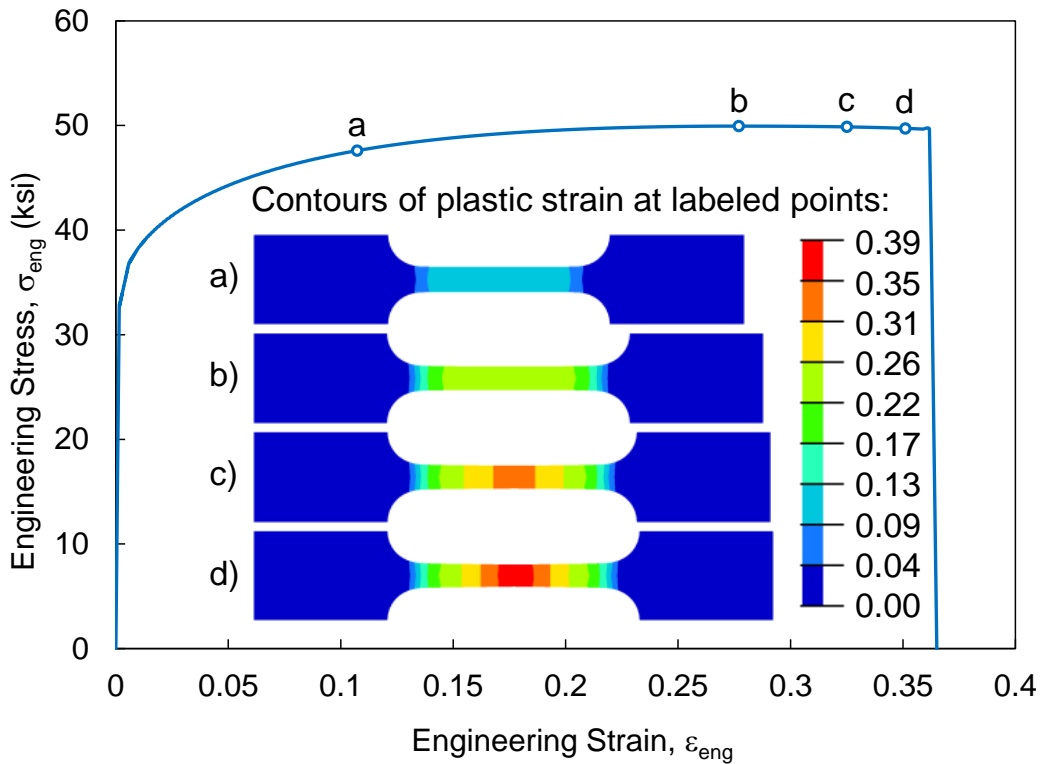 60
50
40
30
20
10
0
Engineering Stress, σeng (ksi)
a
b
c
d
Contours of plastic strain at labeled points:
a)
b)
c)
d)
0.39
0.35
0.31
0.26
0.22
0.17
0.13
0.09
0.04
0.00
0 0.05 0.1 0.15 0.2 0.25 0.3 0.35 0.4
Engineering Strain, εeng